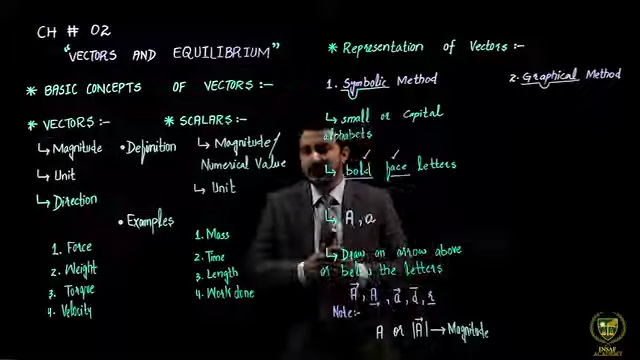 CH # 02
"VECTORS AND EQUILIBRIUM"
* BASIC CONCEPTS OF VECTORS:-
* VECTORS:-
↳ Magnitude
↳ Unit
↳ Direction
• Definition
• Examples
1. Force
2. Weight
3. Torque
4. Velocity
* SCALARS:-
↳ Magnitude/
Numerical Value
↳ Unit
1. Mass
2. Time
3. Length
4. Work done
* Representation of Vectors:-
1. Symbolic Method
↳ small or capital
alphabets
↳ bold face letters
↳ A, a
↳ Draw an arrow above
or below the letters
Note:-
A or |A⃗| → Magnitude
2. Graphical Method
INSAF
ACADEMY